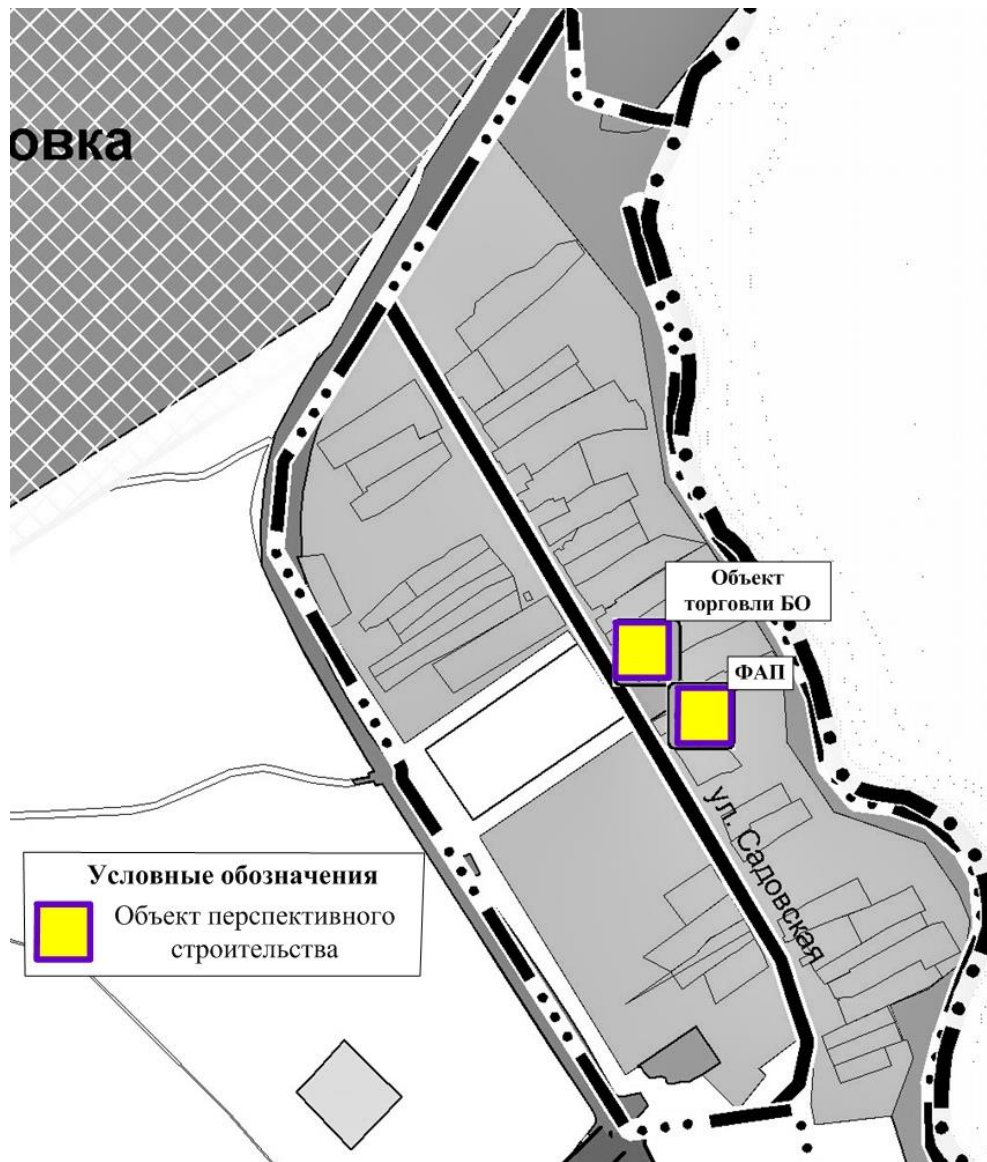 овка
Объект
торговли БО
ФАП
ул. Садовская
Условные обозначения
Объект перспективного
строительства